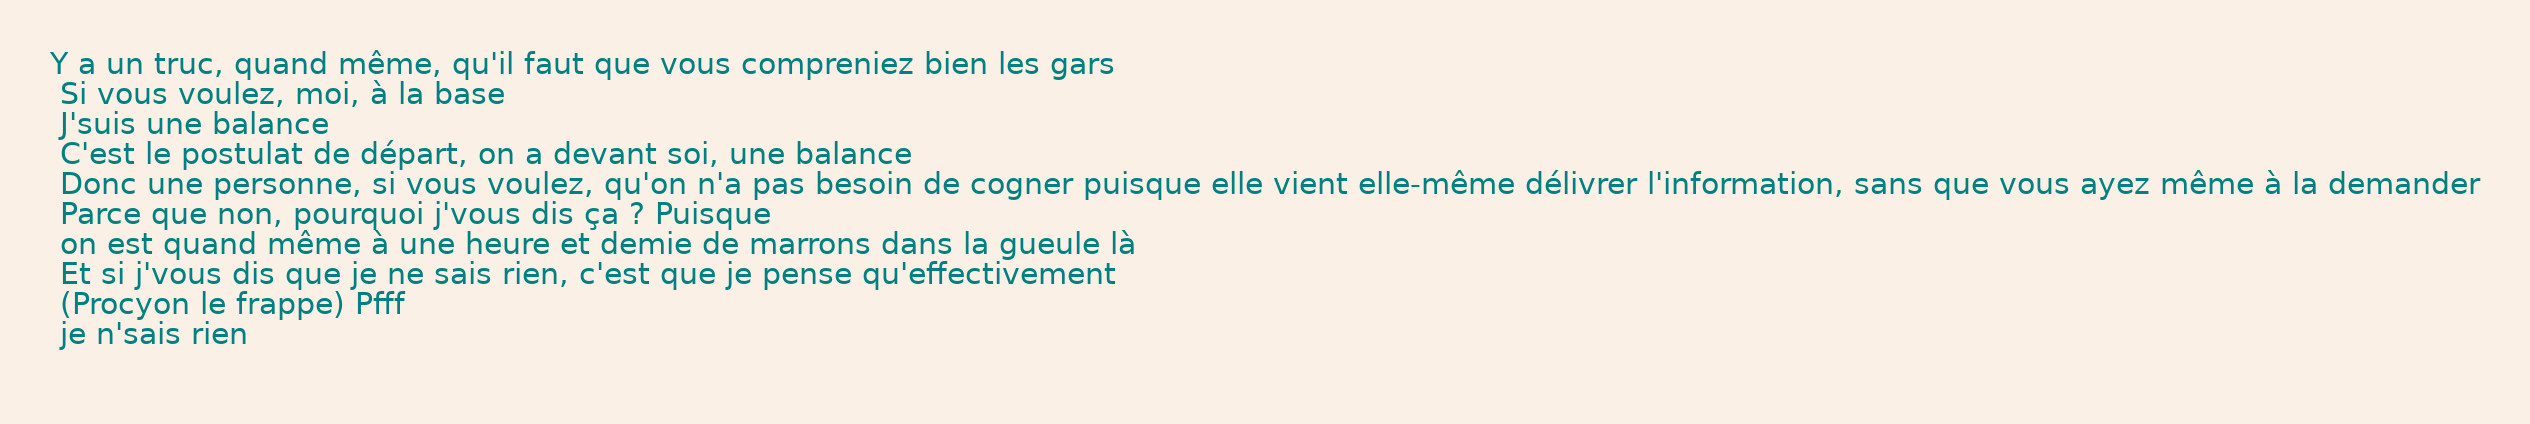 Y a un truc, quand même, qu'il faut que vous compreniez bien les gars
Si vous voulez, moi, à la base
J'suis une balance
C'est le postulat de départ, on a devant soi, une balance
Donc une personne, si vous voulez, qu'on n'a pas besoin de cogner puisque elle vient elle-même délivrer l'information, sans que vous ayez même à la demander
Parce que non, pourquoi j'vous dis ça ? Puisque
on est quand même à une heure et demie de marrons dans la gueule là
Et si j'vous dis que je ne sais rien, c'est que je pense qu'effectivement
(Procyon le frappe) Pfff
je n'sais rien